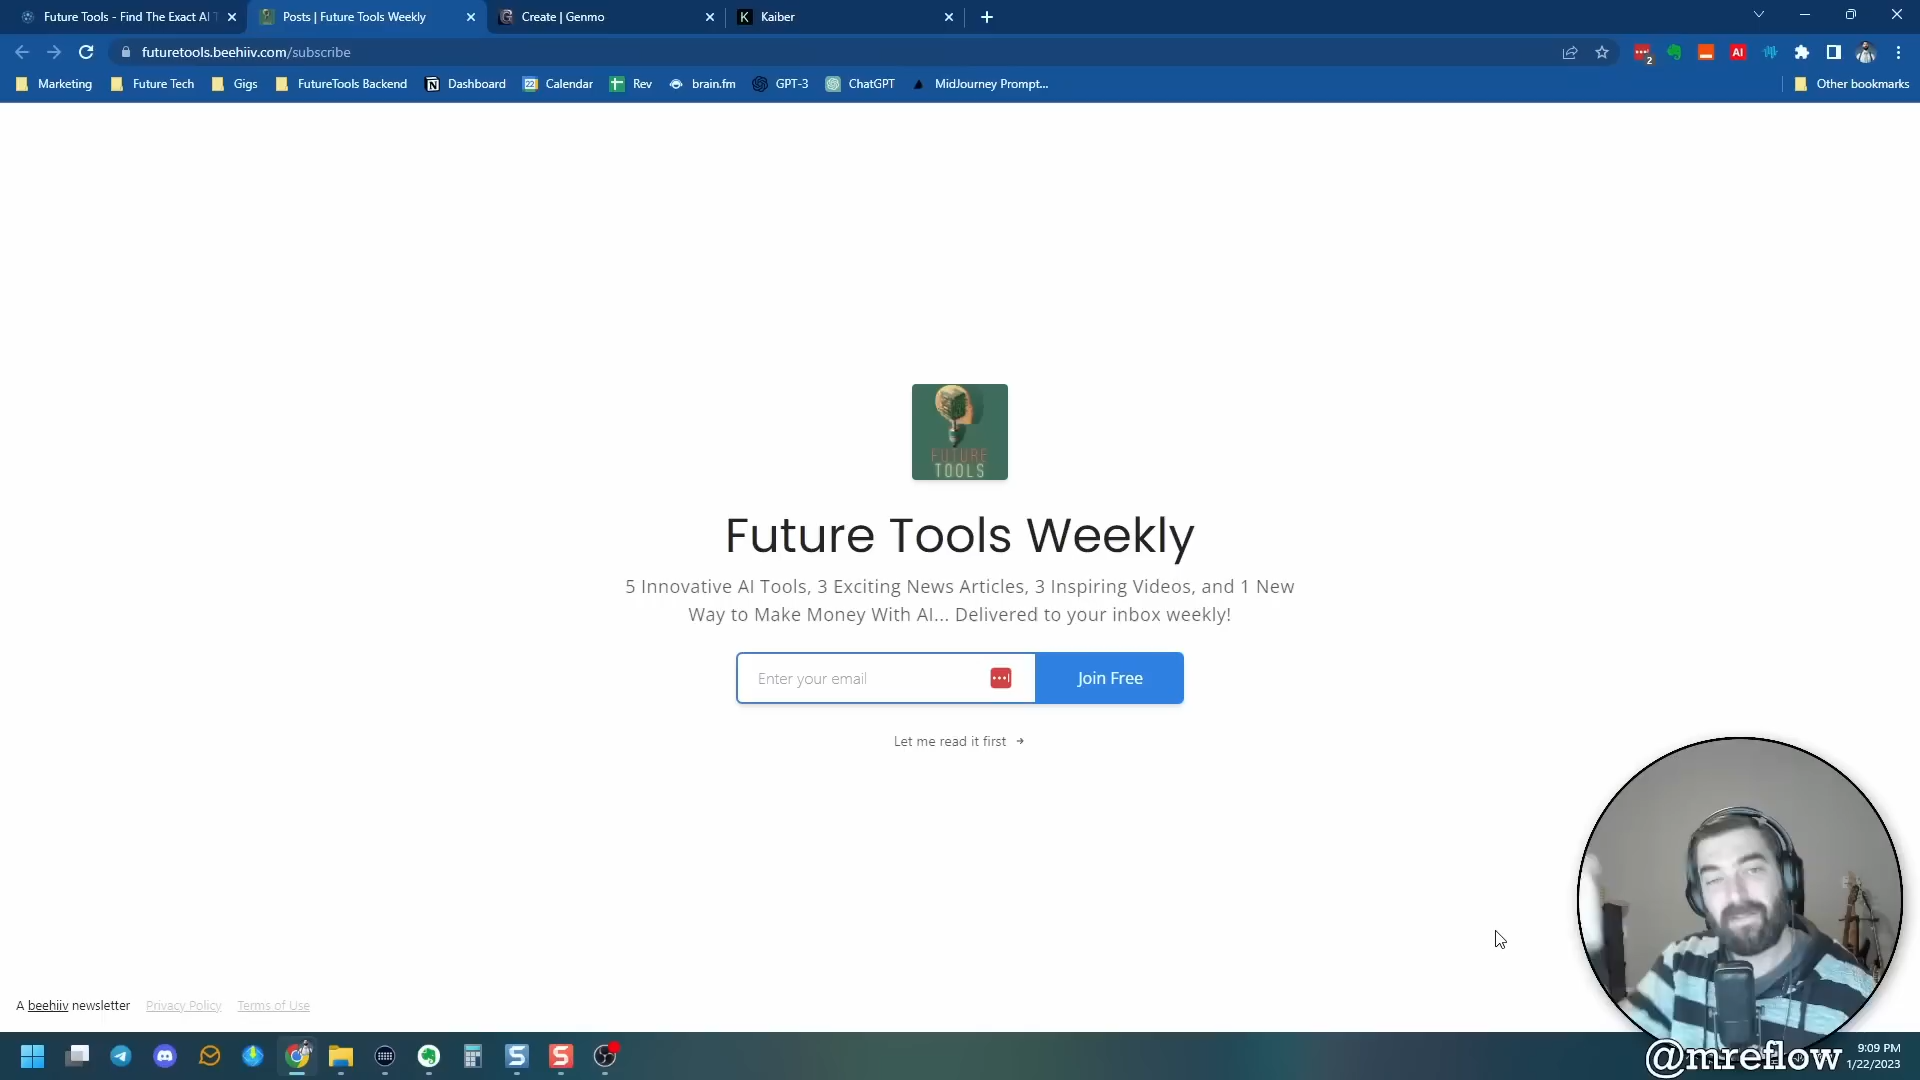 Future Tools - Find The Exact AI T
Posts | Future Tools Weekly
Create | Genmo
Kaiber
futuretools.beehiiv.com/subscribe
2
AI
Marketing
Future Tech
Gigs
FutureTools Backend
Dashboard
Calendar
Rev
brain.fm
GPT-3
ChatGPT
MidJourney Prompt...
Other bookmarks
FUTURE
TOOLS
Future Tools Weekly
5 Innovative AI Tools, 3 Exciting News Articles, 3 Inspiring Videos, and 1 New
Way to Make Money With AI... Delivered to your inbox weekly!
Enter your email
Join Free
Let me read it first →
A beehiiv newsletter
Privacy Policy
Terms of Use
@mreflow
9:09 PM
1/22/2023